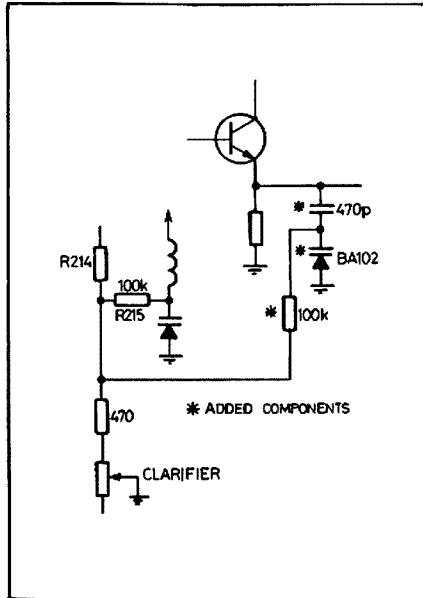 * 470p
* BA102
R214
100k
R215
* 100k
* ADDED COMPONENTS
470
CLARIFIER